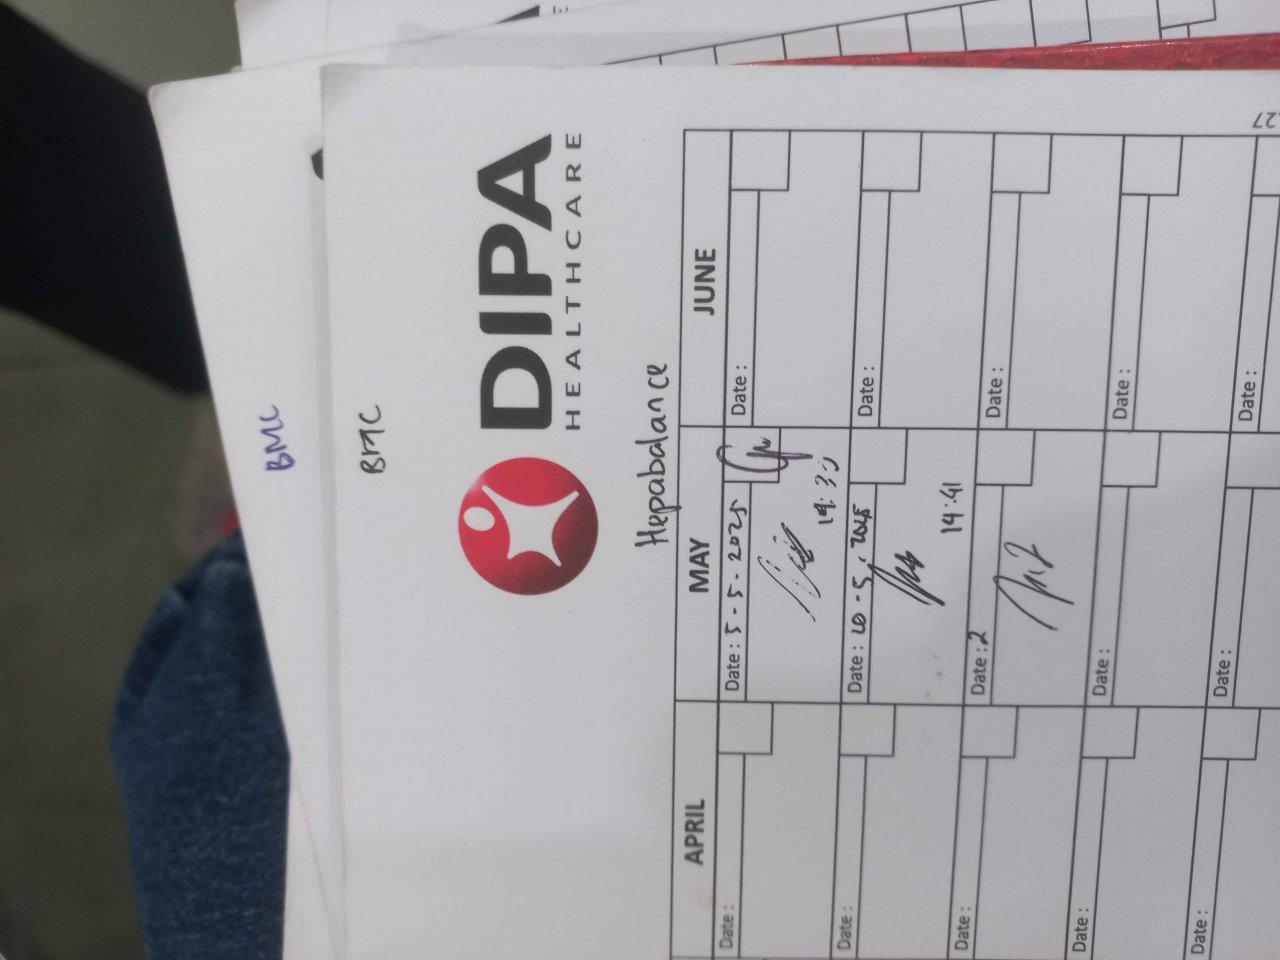 BMC
BMC
DIPA
HEALTHCARE
Hepabalance
APRIL MAY JUNE
Date : Date : 5 - 5 - 2025 Date :
19:30
Date : Date : 20 - 5 - 2025 Date :
19:41
Date : Date : 2 Date :
Date : Date : Date :
Date : Date : Date :